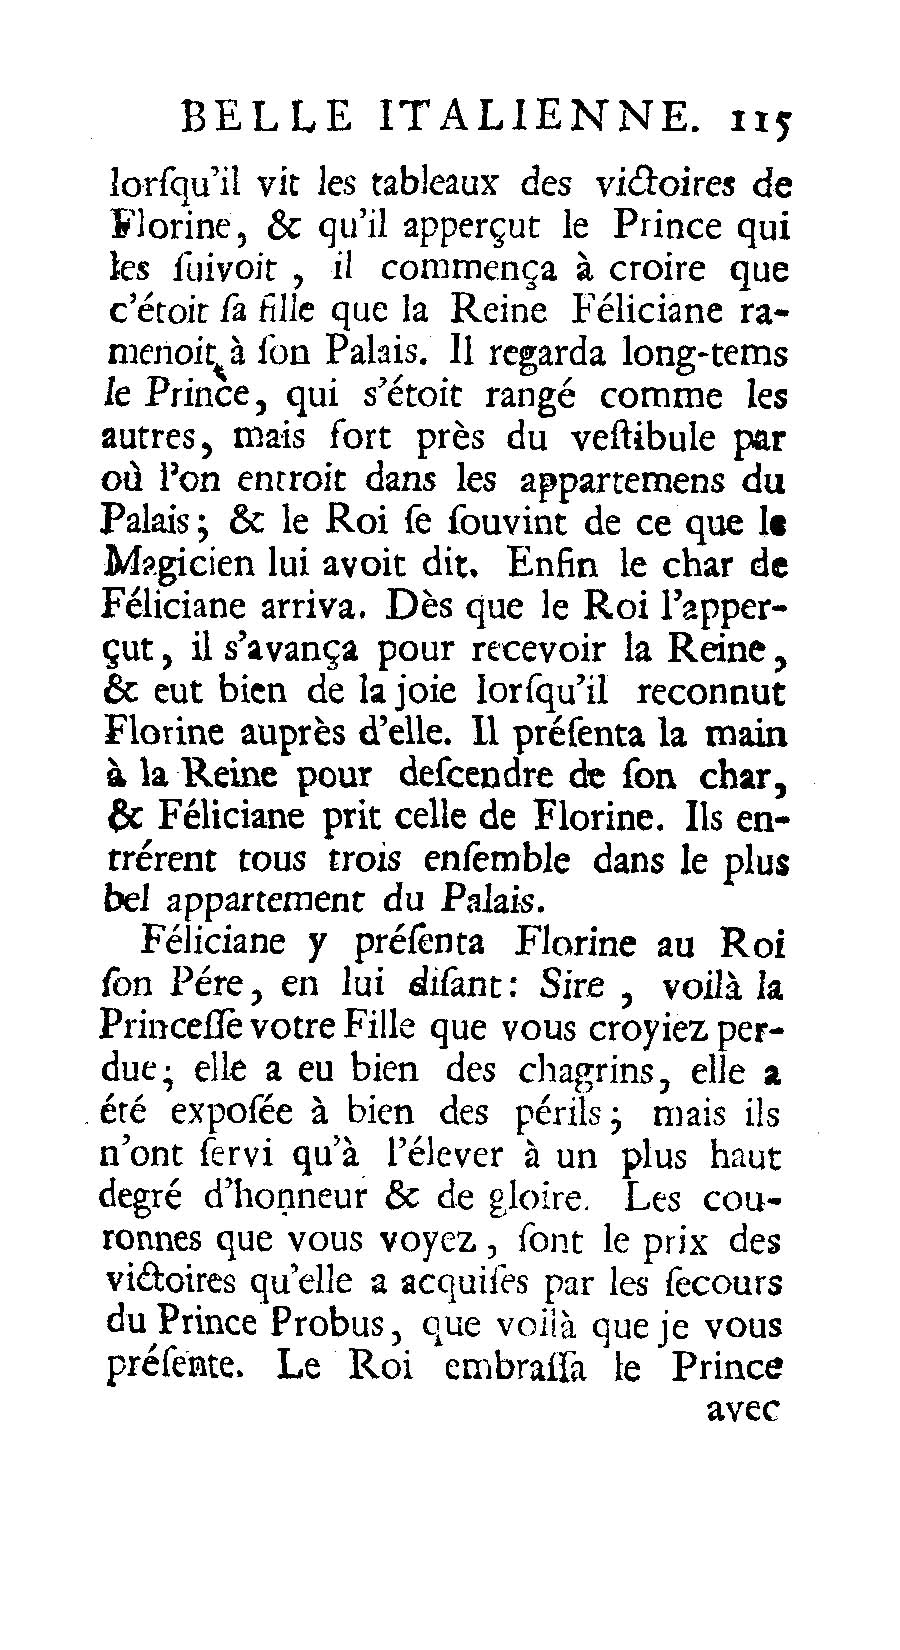 BELLE ITALIENNE. 115
lorſqu'il vit les tableaux des victoires de
Florine, & qu'il apperçut le Prince qui
les ſuivoit, il commença à croire que
c'étoit ſa fille que la Reine Féliciane ra-
menoit à ſon Palais. Il regarda long-tems
le Prince, qui s'étoit rangé comme les
autres, mais fort près du veſtibule par
où l'on entroit dans les appartemens du
Palais; & le Roi ſe ſouvint de ce que le
Magicien lui avoit dit. Enfin le char de
Féliciane arriva. Dès que le Roi l'apper-
çut, il s'avança pour recevoir la Reine,
& eut bien de la joie lorſqu'il reconnut
Florine auprès d'elle. Il préſenta la main
à la Reine pour deſcendre de ſon char,
& Féliciane prit celle de Florine. Ils en-
trérent tous trois enſemble dans le plus
bel appartement du Palais.
Féliciane y préſenta Florine au Roi
ſon Pére, en lui diſant: Sire, voilà la
Princeſſe votre Fille que vous croyiez per-
due; elle a eu bien des chagrins, elle a
été expoſée à bien des périls; mais ils
n'ont ſervi qu'à l'élever à un plus haut
degré d'honneur & de gloire. Les cou-
ronnes que vous voyez, ſont le prix des
victoires qu'elle a acquiſes par les ſecours
du Prince Probus, que voilà que je vous
préſente. Le Roi embraſſa le Prince
avec